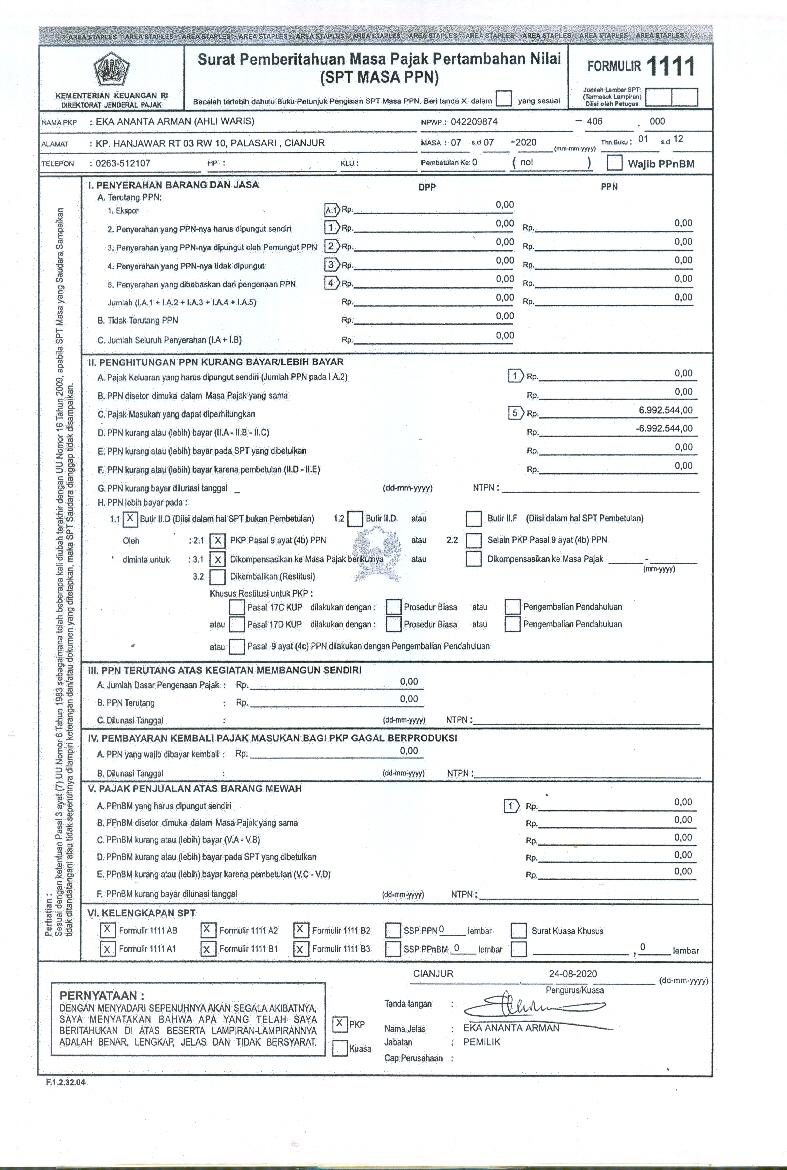 AREA STAPLES AREA STAPLES AREA STAPLES AREA STAPLES AREA STAPLES AREA STAPLES AREA STAPLES AREA STAPLES AREA STAPLES AREA STAPLES AREA STAPLES
KEMENTERIAN KEUANGAN RI
DIREKTORAT JENDERAL PAJAK
Surat Pemberitahuan Masa Pajak Pertambahan Nilai
(SPT MASA PPN)
Bacalah terlebih dahulu Buku Petunjuk Pengisian SPT Masa PPN. Beri tanda X dalam yang sesuai
FORMULIR 1111
Jumlah Lembar SPT:
(Termasuk Lampiran)
Diisi oleh Petugas
NAMA PKP : EKA ANANTA ARMAN (AHLI WARIS) NPWP : 042209874 - 406 . 000
ALAMAT : KP. HANJAWAR RT 03 RW 10, PALASARI , CIANJUR MASA : 07 s.d 07 -2020 (mm-mm-yyyy) Thn.Buku : 01 s.d 12
TELEPON : 0263-512107 HP : KLU : Pembetulan Ke: 0 ( nol ) Wajib PPnBM
I. PENYERAHAN BARANG DAN JASA DPP PPN
A. Terutang PPN:
1. Ekspor A.1 Rp. 0,00
2. Penyerahan yang PPN-nya harus dipungut sendiri 1 Rp. 0,00 Rp. 0,00
3. Penyerahan yang PPN-nya dipungut oleh Pemungut PPN 2 Rp. 0,00 Rp. 0,00
4. Penyerahan yang PPN-nya tidak dipungut 3 Rp. 0,00 Rp. 0,00
5. Penyerahan yang dibebaskan dari pengenaan PPN 4 Rp. 0,00 Rp. 0,00
Jumlah (I.A.1 + I.A.2 + I.A.3 + I.A.4 + I.A.5) Rp. 0,00 Rp. 0,00
B. Tidak Terutang PPN Rp. 0,00
C. Jumlah Seluruh Penyerahan (I.A + I.B) Rp. 0,00
II. PENGHITUNGAN PPN KURANG BAYAR/LEBIH BAYAR
A. Pajak Keluaran yang harus dipungut sendiri (Jumlah PPN pada I.A.2) 1 Rp. 0,00
B. PPN disetor dimuka dalam Masa Pajak yang sama Rp. 0,00
C. Pajak Masukan yang dapat diperhitungkan 5 Rp. 6.992.544,00
D. PPN kurang atau (lebih) bayar (II.A - II.B - II.C) Rp. -6.992.544,00
E. PPN kurang atau (lebih) bayar pada SPT yang dibetulkan Rp. 0,00
F. PPN kurang atau (lebih) bayar karena pembetulan (II.D - II.E) Rp. 0,00
G. PPN kurang bayar dilunasi tanggal _ (dd-mm-yyyy) NTPN :
H. PPN lebih bayar pada :
1.1 X Butir II.D (Diisi dalam hal SPT bukan Pembetulan) 1.2 Butir II.D. atau Butir II.F (Diisi dalam hal SPT Pembetulan)
Oleh : 2.1 X PKP Pasal 9 ayat (4b) PPN atau 2.2 Selain PKP Pasal 9 ayat (4b) PPN
diminta untuk : 3.1 X Dikompensasikan ke Masa Pajak berikutnya atau Dikompensasikan ke Masa Pajak -
(mm-yyyy)
3.2 Dikembalikan (Restitusi)
Khusus Restitusi untuk PKP :
Pasal 17C KUP dilakukan dengan : Prosedur Biasa atau Pengembalian Pendahuluan
atau Pasal 17D KUP dilakukan dengan : Prosedur Biasa atau Pengembalian Pendahuluan
atau Pasal 9 ayat (4c) PPN dilakukan dengan Pengembalian Pendahuluan
III. PPN TERUTANG ATAS KEGIATAN MEMBANGUN SENDIRI
A. Jumlah Dasar Pengenaan Pajak : Rp. 0,00
B. PPN Terutang : Rp. 0,00
C. Dilunasi Tanggal : (dd-mm-yyyy) NTPN :
IV. PEMBAYARAN KEMBALI PAJAK MASUKAN BAGI PKP GAGAL BERPRODUKSI
A. PPN yang wajib dibayar kembali : Rp. 0,00
B. Dilunasi Tanggal : (dd-mm-yyyy) NTPN :
V. PAJAK PENJUALAN ATAS BARANG MEWAH
A. PPnBM yang harus dipungut sendiri 1 Rp. 0,00
B. PPnBM disetor dimuka dalam Masa Pajak yang sama Rp. 0,00
C. PPnBM kurang atau (lebih) bayar (V.A - V.B) Rp. 0,00
D. PPnBM kurang atau (lebih) bayar pada SPT yang dibetulkan Rp. 0,00
E. PPnBM kurang atau (lebih) bayar karena pembetulan (V.C - V.D) Rp. 0,00
F. PPnBM kurang bayar dilunasi tanggal (dd-mm-yyyy) NTPN :
VI. KELENGKAPAN SPT
X Formulir 1111 AB X Formulir 1111 A2 X Formulir 1111 B2 SSP PPN 0 lembar Surat Kuasa Khusus
X Formulir 1111 A1 X Formulir 1111 B1 X Formulir 1111 B3 SSP PPnBM 0 lembar , 0 lembar
Perhatian :
Sesuai dengan ketentuan Pasal 3 ayat (7) UU Nomor 6 Tahun 1983 sebagaimana telah beberapa kali diubah terakhir dengan UU Nomor 16 Tahun 2009, apabila SPT Masa yang Saudara Sampaikan
tidak ditandatangani atau tidak sepenuhnya dilampiri keterangan dan/atau dokumen yang ditetapkan, maka SPT Saudara dianggap tidak disampaikan.
CIANJUR 24-08-2020 (dd-mm-yyyy)
Pengurus/Kuasa
PERNYATAAN :
DENGAN MENYADARI SEPENUHNYA AKAN SEGALA AKIBATNYA,
SAYA MENYATAKAN BAHWA APA YANG TELAH SAYA
BERITAHUKAN DI ATAS BESERTA LAMPIRAN-LAMPIRANNYA
ADALAH BENAR, LENGKAP, JELAS DAN TIDAK BERSYARAT.
X PKP
Kuasa
Tanda tangan :
Nama Jelas : EKA ANANTA ARMAN
Jabatan : PEMILIK
Cap Perusahaan :
F.1.2.32.04